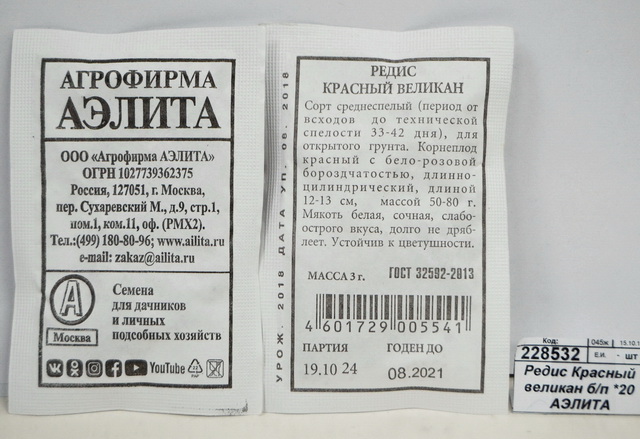 АГРОФИРМА
АЭЛИТА
ООО «Агрофирма АЭЛИТА»
ОГРН 1027739362375
Россия, 127051, г. Москва,
пер. Сухаревский М., д.9, стр.1,
пом.1, ком.11, оф. (РМХ2).
Тел.:(499) 180-80-96; www.ailita.ru
e-mail: zakaz@ailita.ru
А
Москва
Семена
для дачников
и личных
подсобных хозяйств
YouTube
УРОЖ. 2018 ДАТА УП. 06. 2018
РЕДИС
КРАСНЫЙ ВЕЛИКАН
Сорт среднеспелый (период от
всходов до технической
спелости 33-42 дня), для
открытого грунта. Корнеплод
красный с бело-розовой
бороздчатостью, длинно-
цилиндрический, длиной
12-13 см, массой 50-80 г.
Мякоть белая, сочная, слабо-
острого вкуса, долго не дряб-
леет. Устойчив к цветушности.
МАССА 3 г. ГОСТ 32592-2013
4 601729 005541
ПАРТИЯ ГОДЕН ДО
19.10 24 08.2021
Код: 045ж 15.10.1
228532 Е.И. - шт
Редис Красный
великан б/п *20
АЭЛИТА